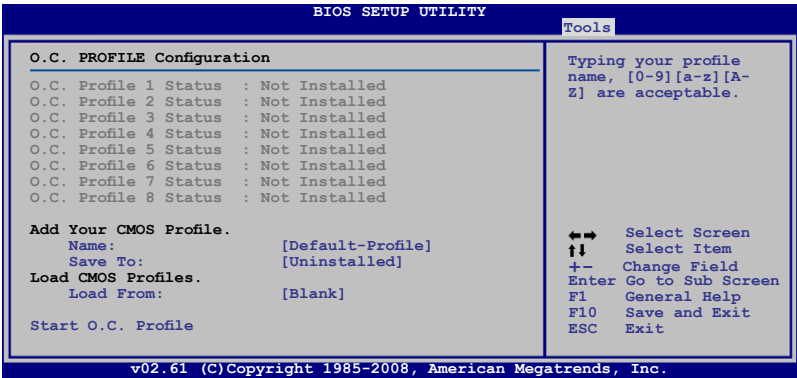 BIOS SETUP UTILITY
Tools
O.C. PROFILE Configuration
O.C. Profile 1 Status : Not Installed
O.C. Profile 2 Status : Not Installed
O.C. Profile 3 Status : Not Installed
O.C. Profile 4 Status : Not Installed
O.C. Profile 5 Status : Not Installed
O.C. Profile 6 Status : Not Installed
O.C. Profile 7 Status : Not Installed
O.C. Profile 8 Status : Not Installed
Add Your CMOS Profile.
Name: [Default-Profile]
Save To: [Uninstalled]
Load CMOS Profiles.
Load From: [Blank]
Start O.C. Profile
Typing your profile
name, [0-9][a-z][A-
Z] are acceptable.
←→ Select Screen
↑↓ Select Item
+- Change Field
Enter Go to Sub Screen
F1 General Help
F10 Save and Exit
ESC Exit
v02.61 (C)Copyright 1985-2008, American Megatrends, Inc.